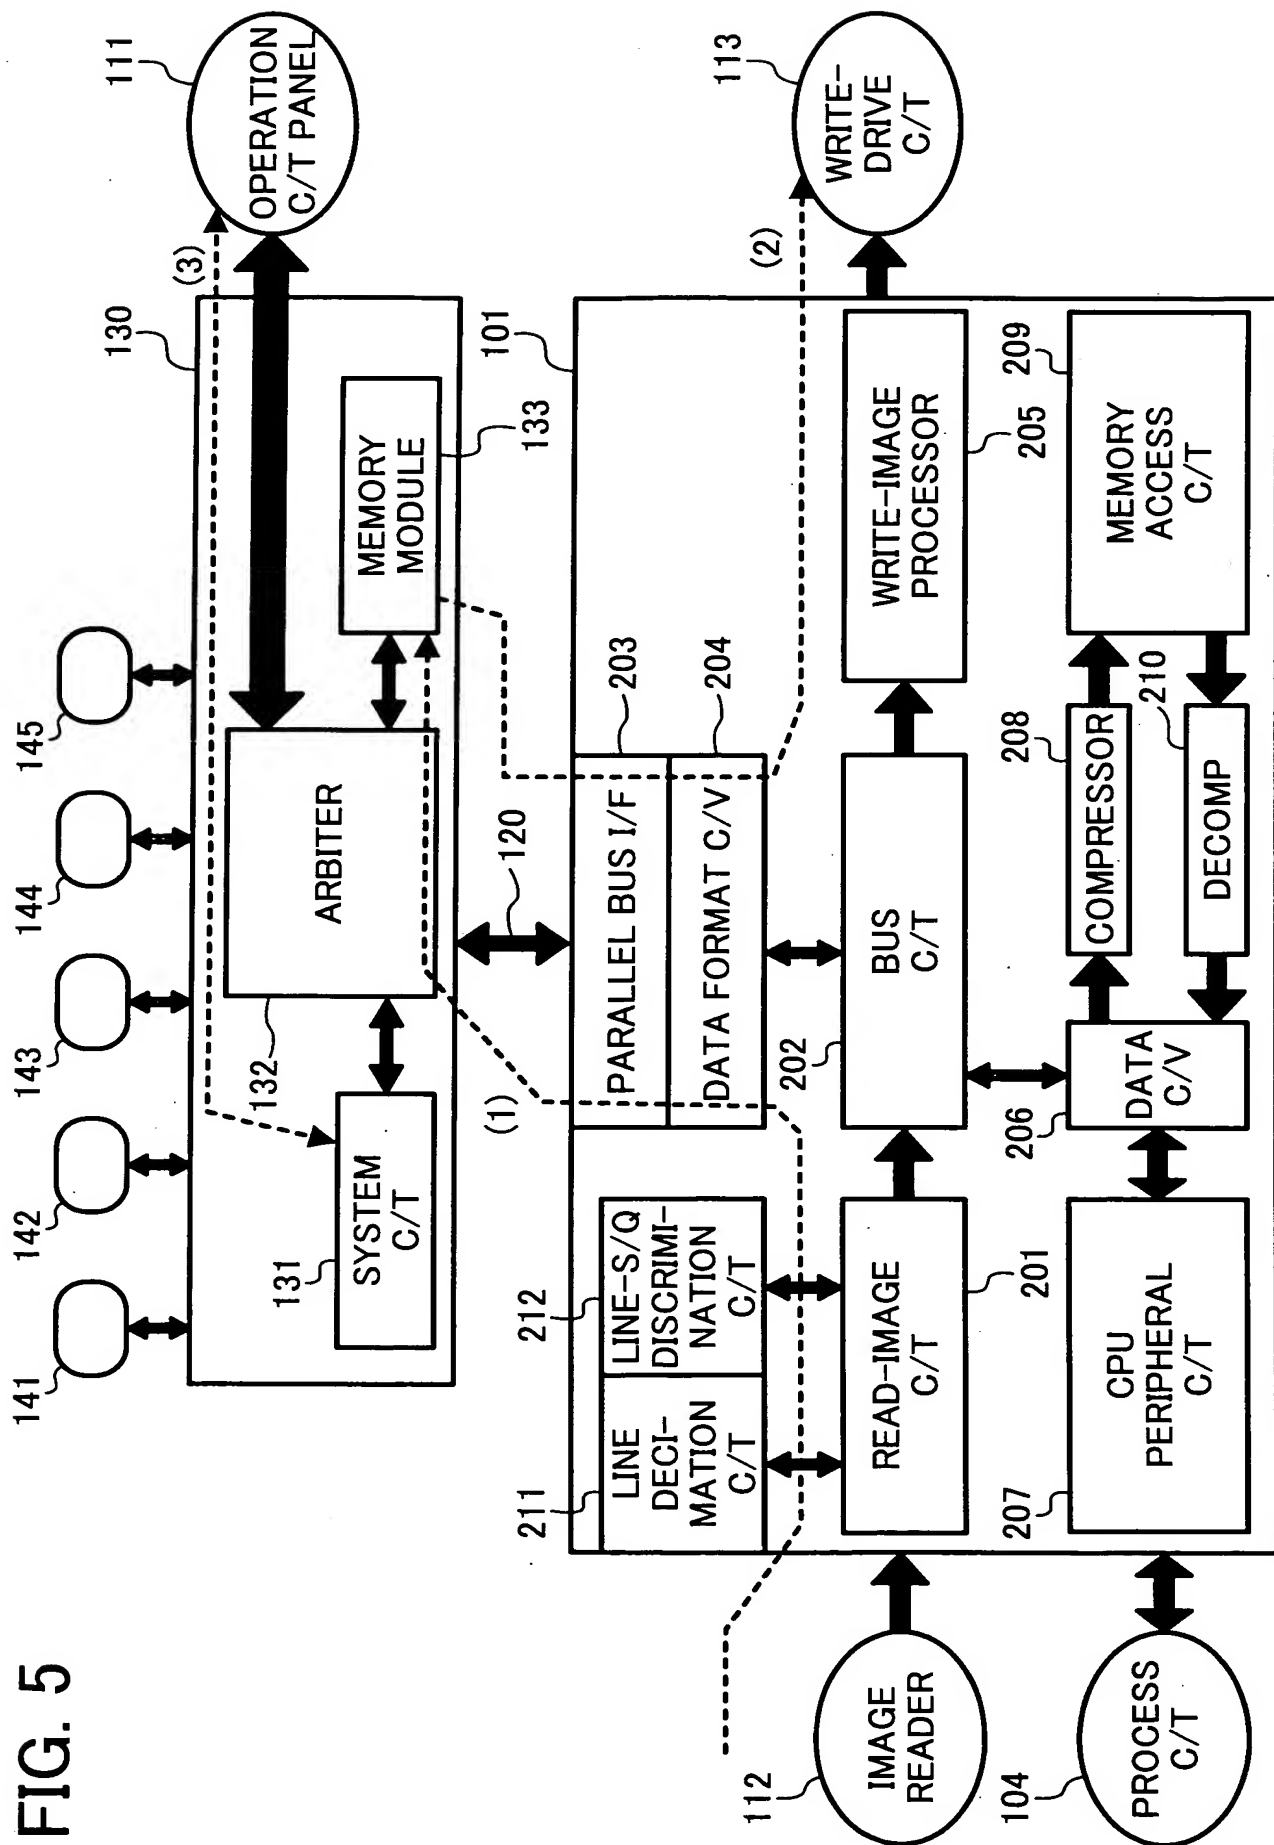 FIG. 5
141
142
143
144
145
130
111
OPERATION
C/T PANEL
(3)
131
SYSTEM
C/T
132
ARBITER
MEMORY
MODULE
133
(1)
120
101
(2)
113
WRITE-
DRIVE
C/T
211
LINE
DECI-
MATION
C/T
212
LINE-S/Q
DISCRIMI-
NATION
C/T
PARALLEL BUS I/F
203
DATA FORMAT C/V
204
112
IMAGE
READER
READ-IMAGE
C/T
201
202
BUS
C/T
WRITE-IMAGE
PROCESSOR
205
104
PROCESS
C/T
207
CPU
PERIPHERAL
C/T
206
DATA
C/V
COMPRESSOR
208
DECOMP
210
MEMORY
ACCESS
C/T
209